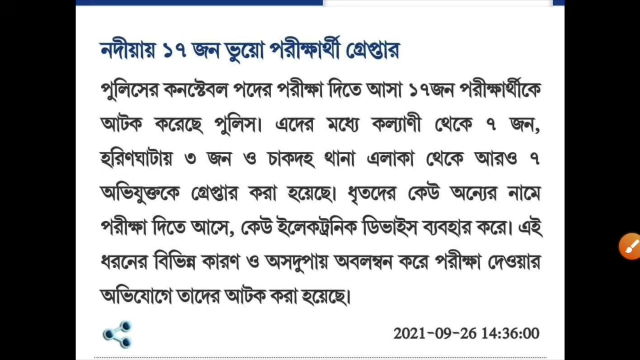 নদীয়ায় ১৭ জন ভুয়ো পরীক্ষার্থী গ্রেপ্তার
পুলিসের কনস্টেবল পদের পরীক্ষা দিতে আসা ১৭জন পরীক্ষার্থীকে
আটক করেছে পুলিস। এদের মধ্যে কল্যাণী থেকে ৭ জন,
হরিণঘাটায় ৩ জন ও চাকদহ থানা এলাকা থেকে আরও ৭
অভিযুক্তকে গ্রেপ্তার করা হয়েছে। ধৃতদের কেউ অন্যের নামে
পরীক্ষা দিতে আসে, কেউ ইলেকট্রনিক ডিভাইস ব্যবহার করে। এই
ধরনের বিভিন্ন কারণ ও অসদুপায় অবলম্বন করে পরীক্ষা দেওয়ার
অভিযোগে তাদের আটক করা হয়েছে।
2021-09-26 14:36:00